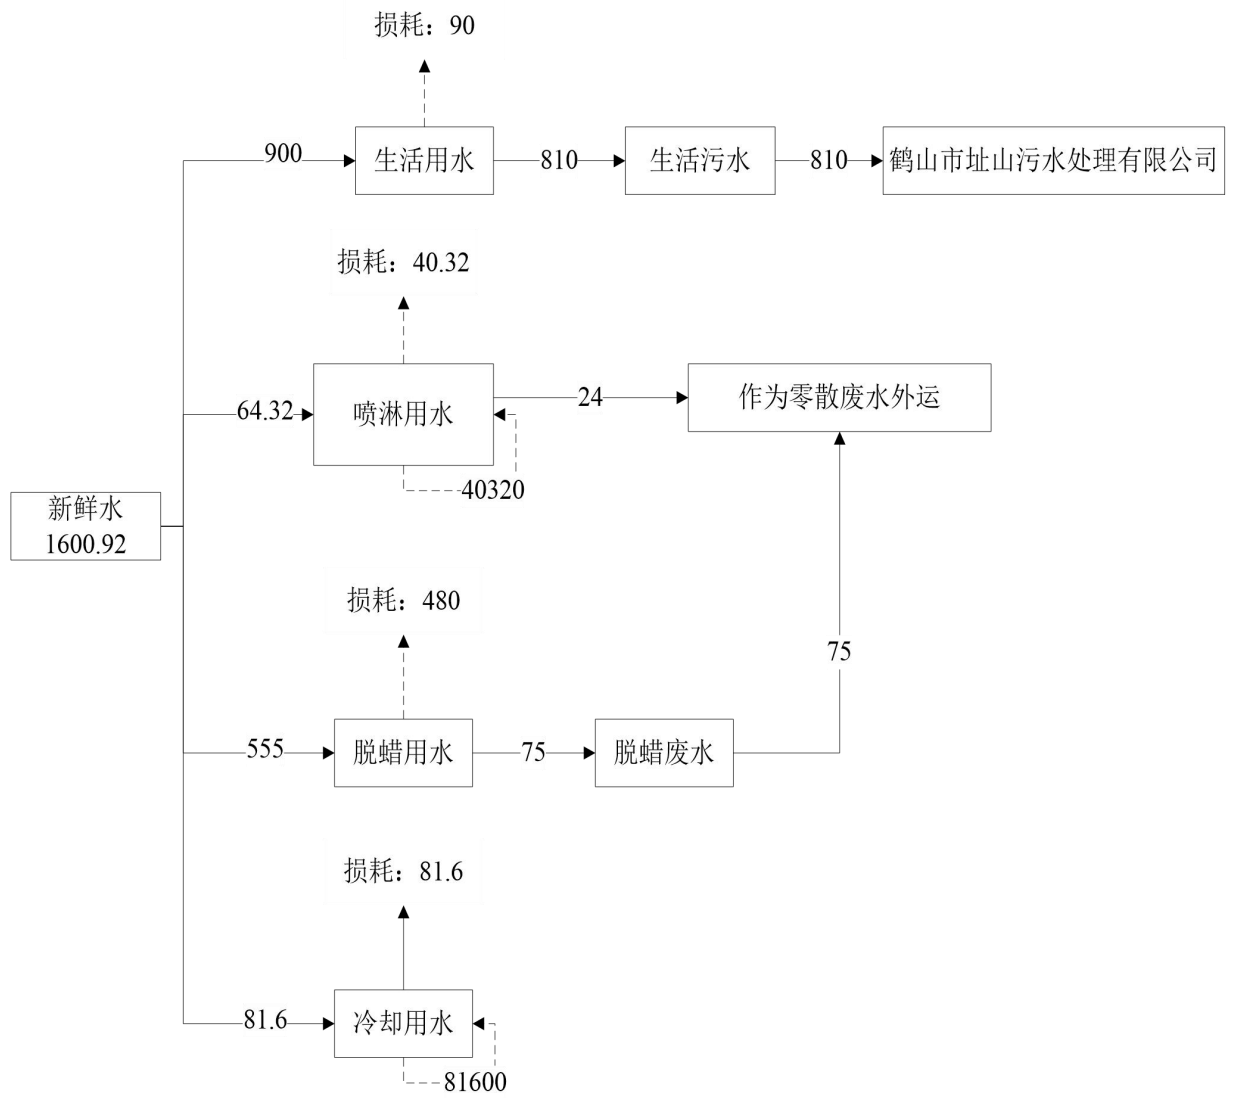 损耗：90
900
生活用水
810
生活污水
810
鹤山市址山污水处理有限公司
损耗：40.32
64.32
喷淋用水
24
作为零散废水外运
40320
新鲜水
1600.92
损耗：480
75
555
脱蜡用水
75
脱蜡废水
损耗：81.6
81.6
冷却用水
81600